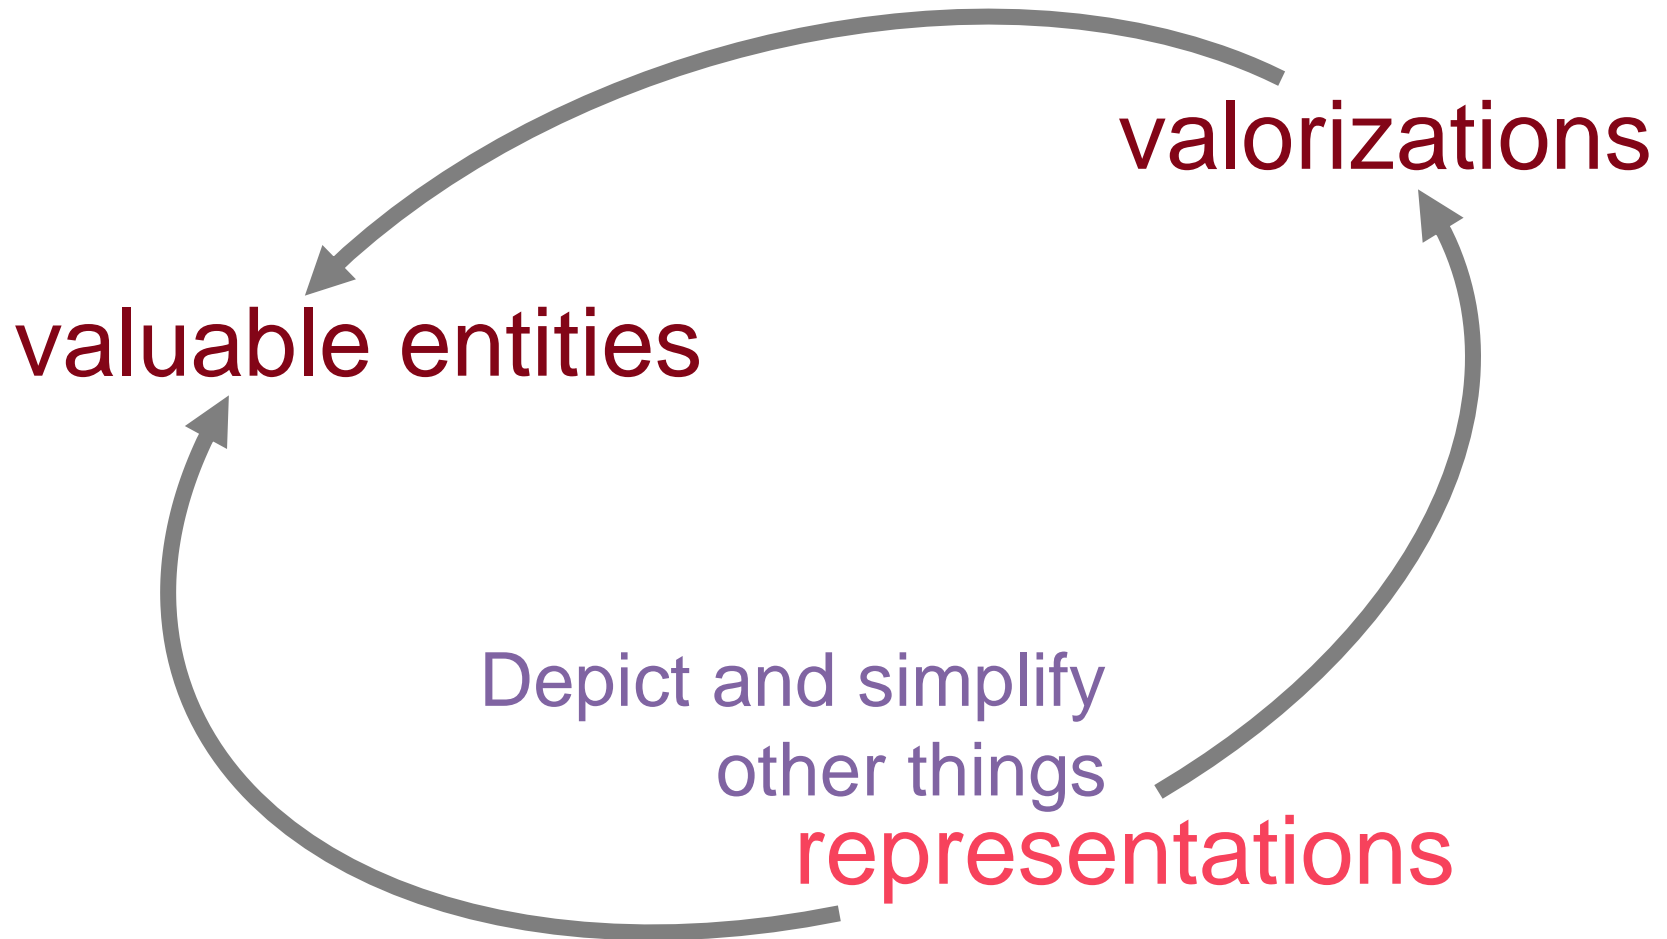 valorizations
valuable entities
Depict and simplify
other things
representations